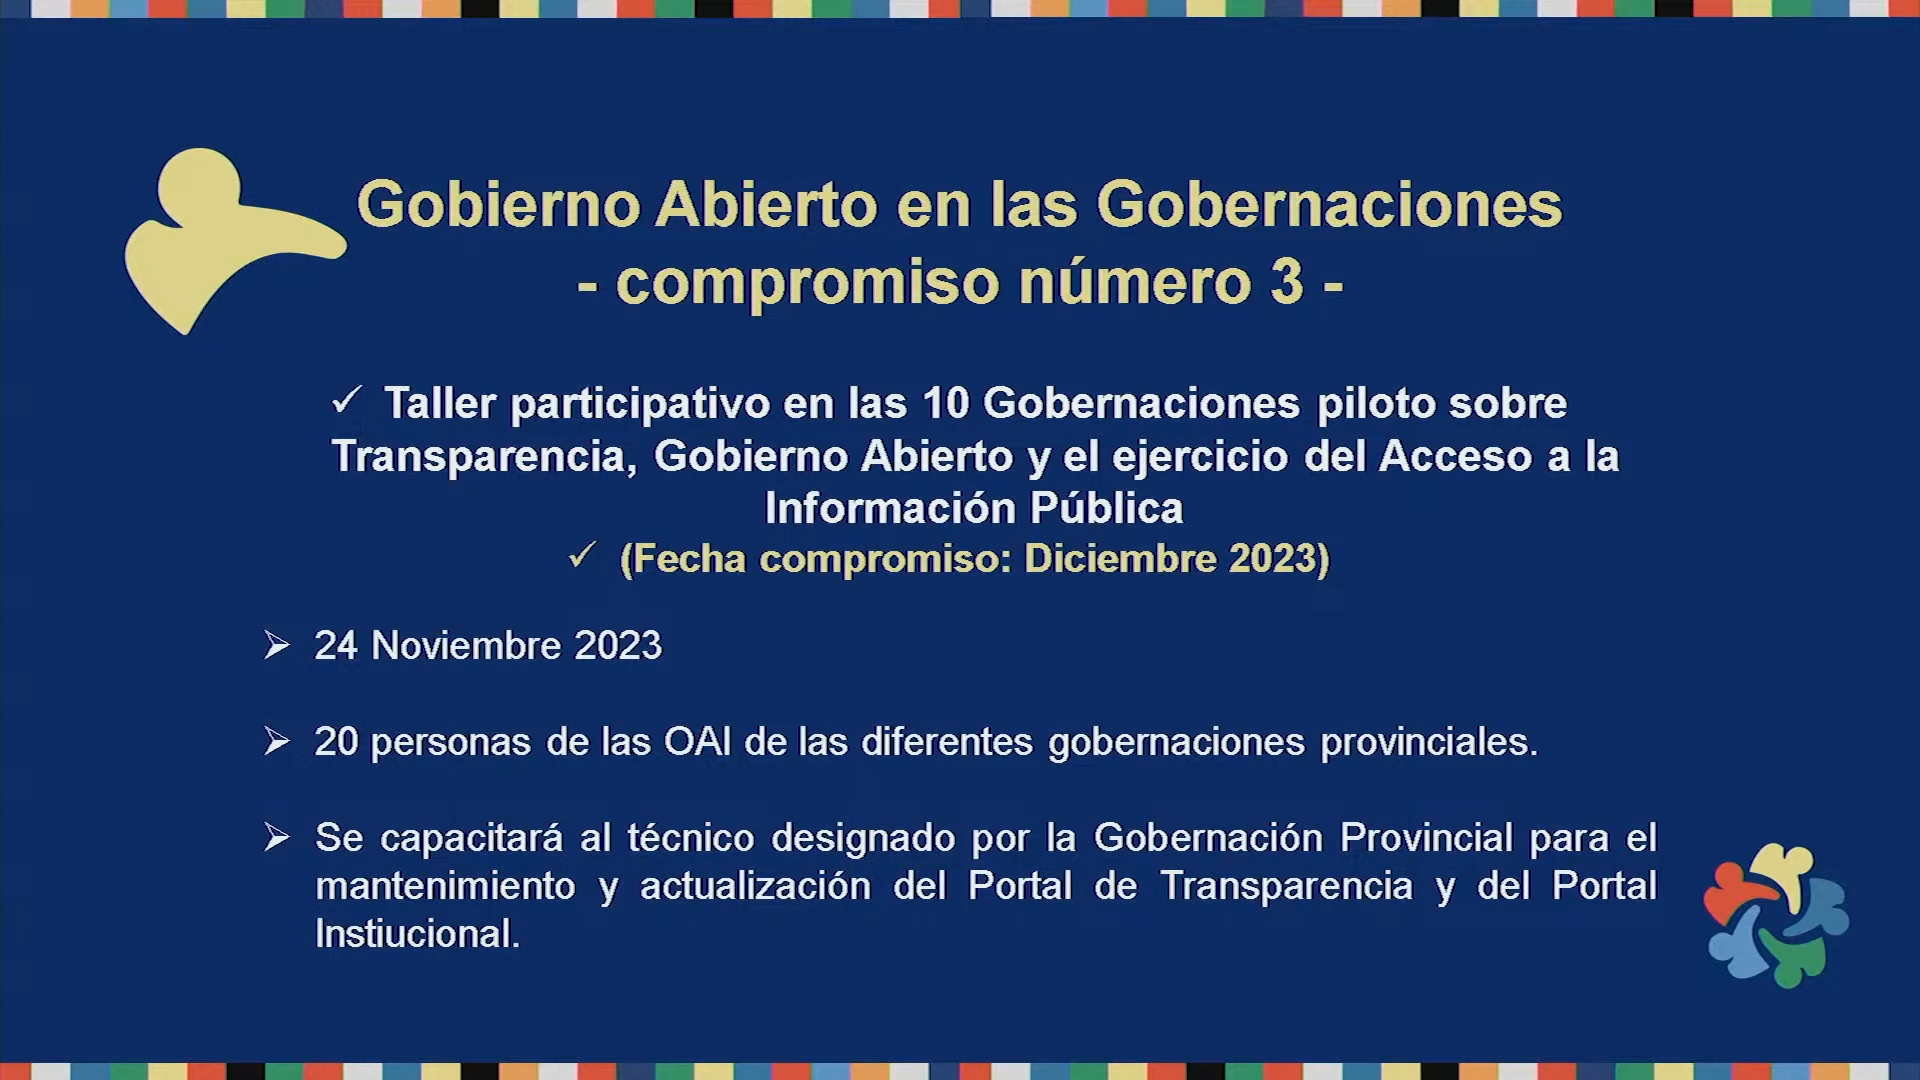 Gobierno Abierto en las Gobernaciones
- compromiso número 3 -
✓ Taller participativo en las 10 Gobernaciones piloto sobre
Transparencia, Gobierno Abierto y el ejercicio del Acceso a la
Información Pública
✓ (Fecha compromiso: Diciembre 2023)
➢ 24 Noviembre 2023
➢ 20 personas de las OAI de las diferentes gobernaciones provinciales.
➢ Se capacitará al técnico designado por la Gobernación Provincial para el
mantenimiento y actualización del Portal de Transparencia y del Portal
Instiucional.